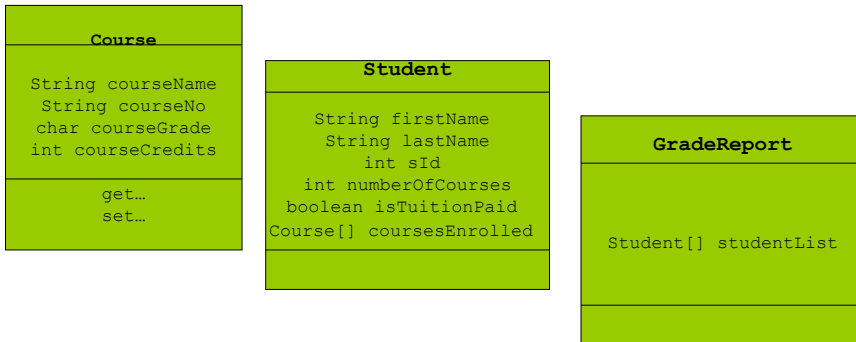 Course
String courseName
String courseNo
char courseGrade
int courseCredits
get…
set…
Student
String firstName
String lastName
int sId
int numberOfCourses
boolean isTuitionPaid
Course[] coursesEnrolled
GradeReport
Student[] studentList